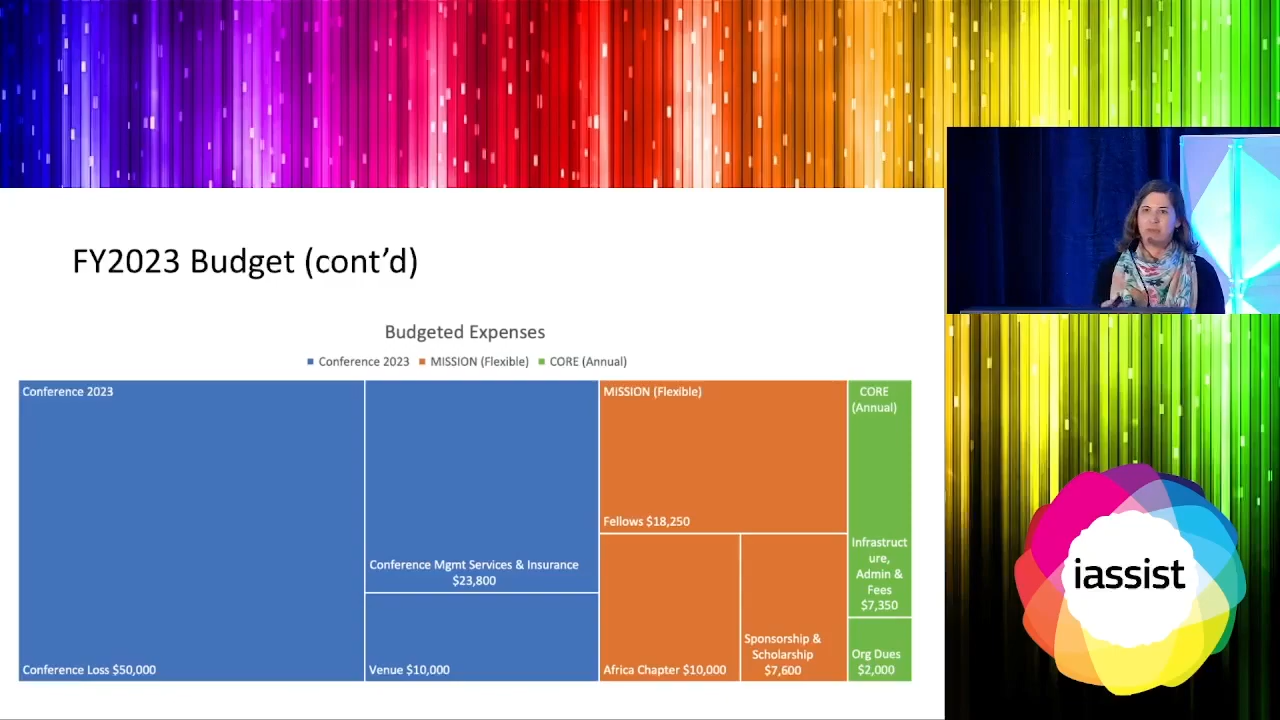 FY2023 Budget (cont’d)
Budgeted Expenses
Conference 2023 MISSION (Flexible) CORE (Annual)
Conference 2023
Conference Loss $50,000
Conference Mgmt Services & Insurance
$23,800
Venue $10,000
MISSION (Flexible)
Fellows $18,250
Africa Chapter $10,000
Sponsorship &
Scholarship
$7,600
CORE
(Annual)
Infrastruct
ure,
Admin &
Fees
$7,350
Org Dues
$2,000
iassist